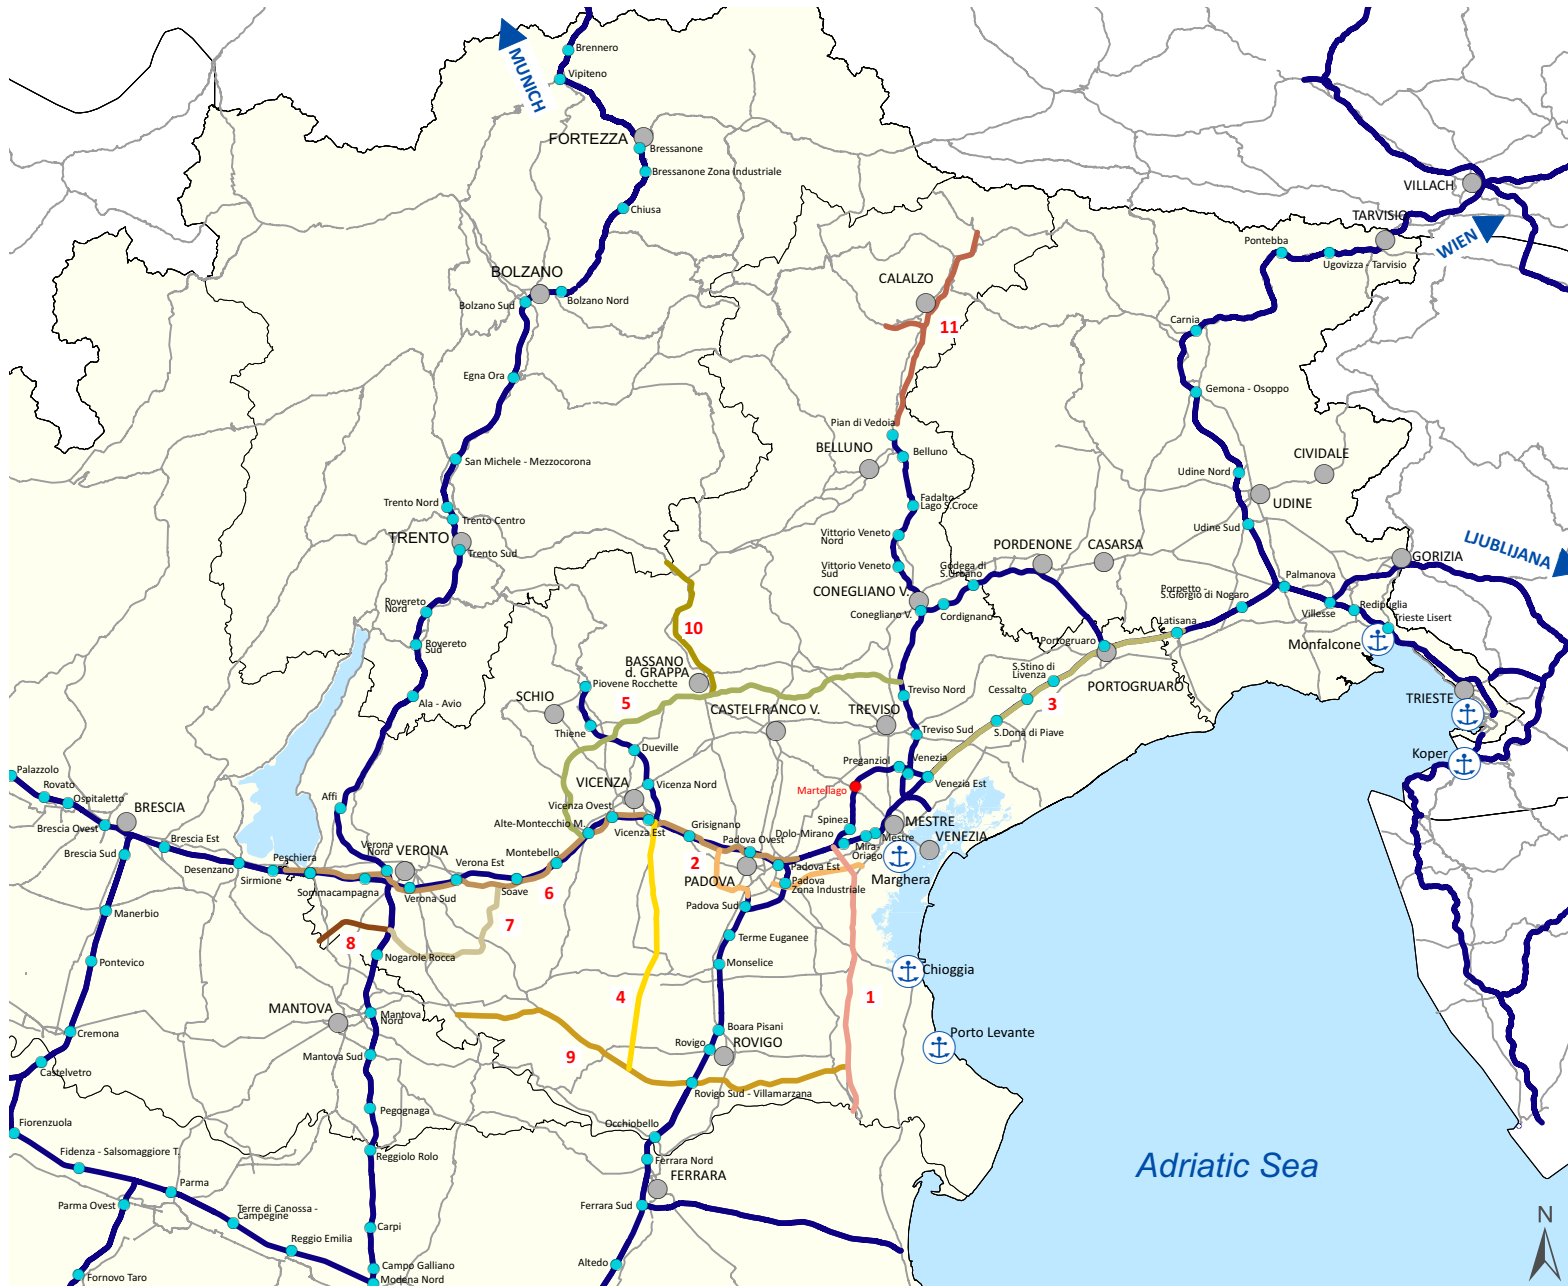 Brennero
MUNICH
Vipiteno
FORTEZZA
Bressanone
Bressanone Zona Industriale
VILLACH
Chiusa
TARVISIO
WIEN
Pontebba
Ugovizza - Tarvisio
BOLZANO
CALALZO
Bolzano Sud
Bolzano Nord
Carnia
11
Egna Ora
Gemona - Osoppo
Pian di Vedoia
BELLUNO
Belluno
CIVIDALE
San Michele - Mezzocorona
Udine Nord
Trento Nord
Fadalto -
Lago S.Croce
UDINE
Trento Centro
Udine Sud
TRENTO
Vittorio Veneto
Nord
PORDENONE
CASARSA
LJUBLIJANA
Trento Sud
GORIZIA
Vittorio Veneto
Sud
Godega di
S.Urbano
Palmanova
CONEGLIANO V.
Porpetto -
S.Giorgio di Nogaro
Rovereto
Nord
Conegliano V.
Cordignano
Villesse
Redipuglia
Latisana
Trieste Lisert
10
Rovereto
Sud
Portogruaro
Monfalcone
BASSANO
d. GRAPPA
S.Stino di
Livenza
Piovene Rocchette
PORTOGRUARO
SCHIO
5
Treviso Nord
Cessalto
3
TRIESTE
Ala - Avio
CASTELFRANCO V.
TREVISO
Thiene
Treviso Sud
S.Donà di Piave
Dueville
Koper
Preganziol
Venezia
Palazzolo
Rovato
Ospitaletto
VICENZA
Vicenza Nord
Venezia Est
Martellago
Affi
BRESCIA
Vicenza Ovest
Brescia Ovest
Alte-Montecchio M.
Vicenza Est
Grisignano
Spinea
MESTRE
Brescia Est
Dolo-Mirano
Mestre
VENEZIA
Brescia Sud
Verona
Nord
VERONA
Padova Ovest
Mira-
Oriago
Peschiera
Montebello
2
Desenzano
Verona Est
6
Padova Est
Marghera
Sirmione
Sommacampagna
Soave
PADOVA
Padova
Zona Industriale
Verona Sud
Manerbio
Padova Sud
7
8
Terme Euganee
Nogarole Rocca
Pontevico
Monselice
Chioggia
4
1
MANTOVA
Mantova
Nord
Cremona
Boara Pisani
Porto Levante
Rovigo
ROVIGO
Mantova Sud
9
Castelvetro
Rovigo Sud - Villamarzana
Pegognaga
Fiorenzuola
Occhiobello
Fidenza - Salsomaggiore T.
Reggiolo Rolo
Ferrara Nord
Adriatic Sea
FERRARA
Parma
Parma Ovest
Terre di Canossa -
Campegine
Ferrara Sud
N
Carpi
Reggio Emilia
Altedo
Campo Galliano
Fornovo Taro
Modena Nord